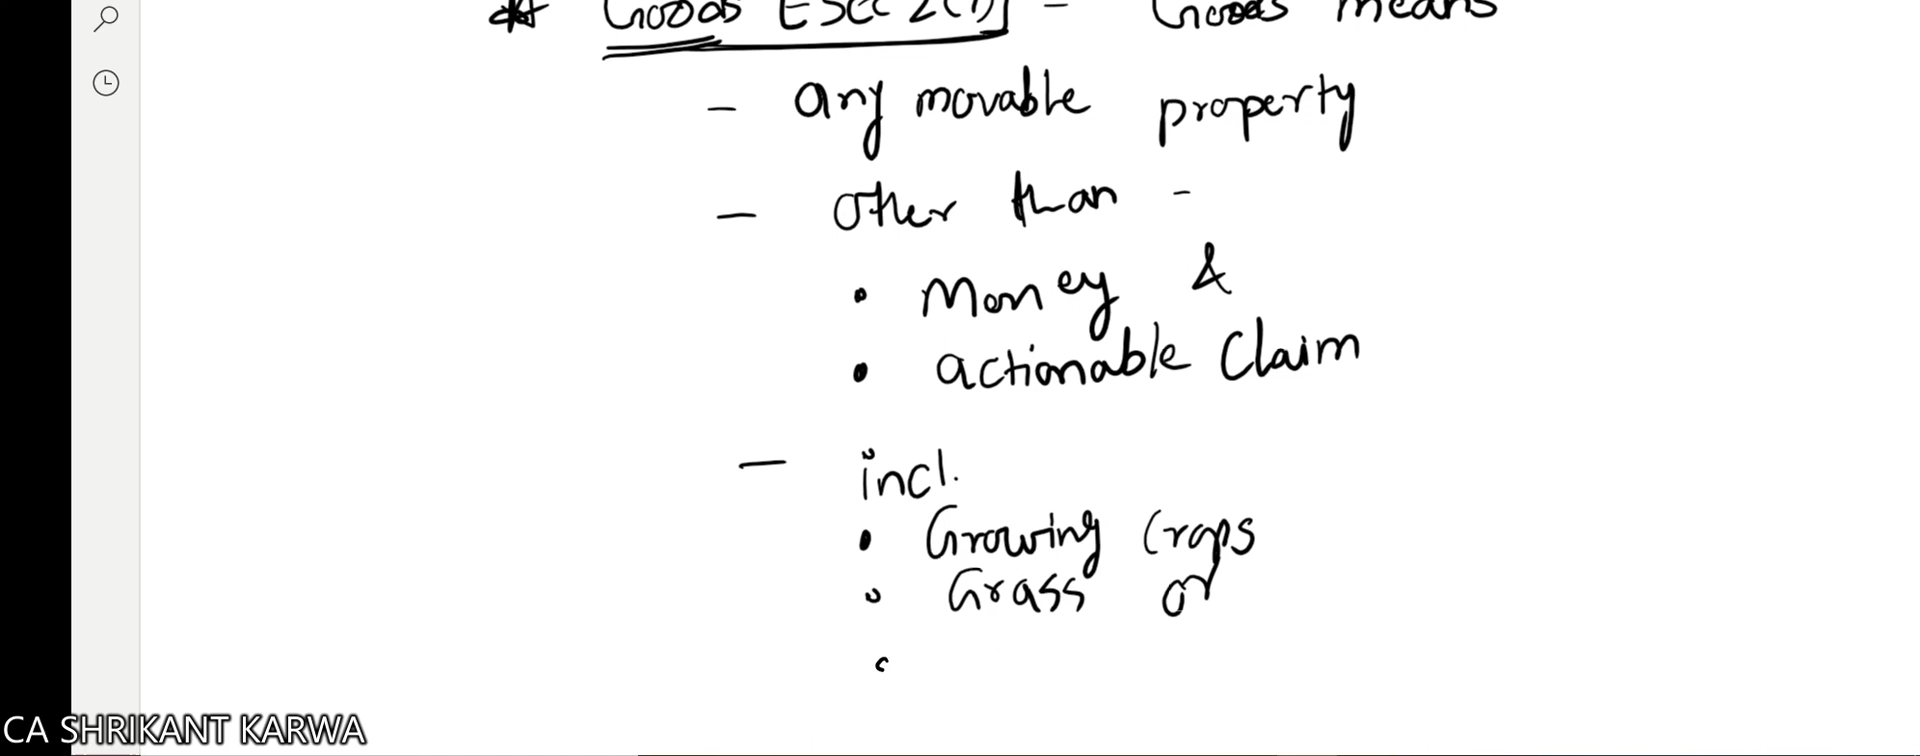 Goods [Sec 2(7)] - Goods means
- any movable property
- other than -
• Money &
• actionable Claim
- incl.
• Growing Crops
• Grass or
CA SHRIKANT KARWA